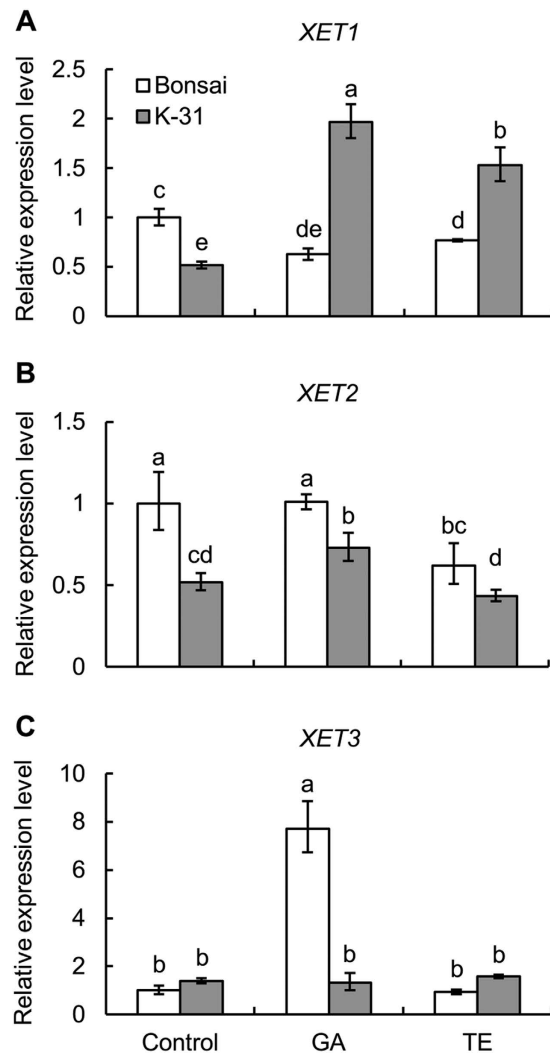 A
XET1
Relative expression level
2.5
2
1.5
1
0.5
0
Bonsai
K-31
c
e
de
a
d
b
B
XET2
Relative expression level
1.5
1
0.5
0
a
cd
a
b
bc
d
C
XET3
Relative expression level
10
8
6
4
2
0
b
b
a
b
b
b
Control
GA
TE